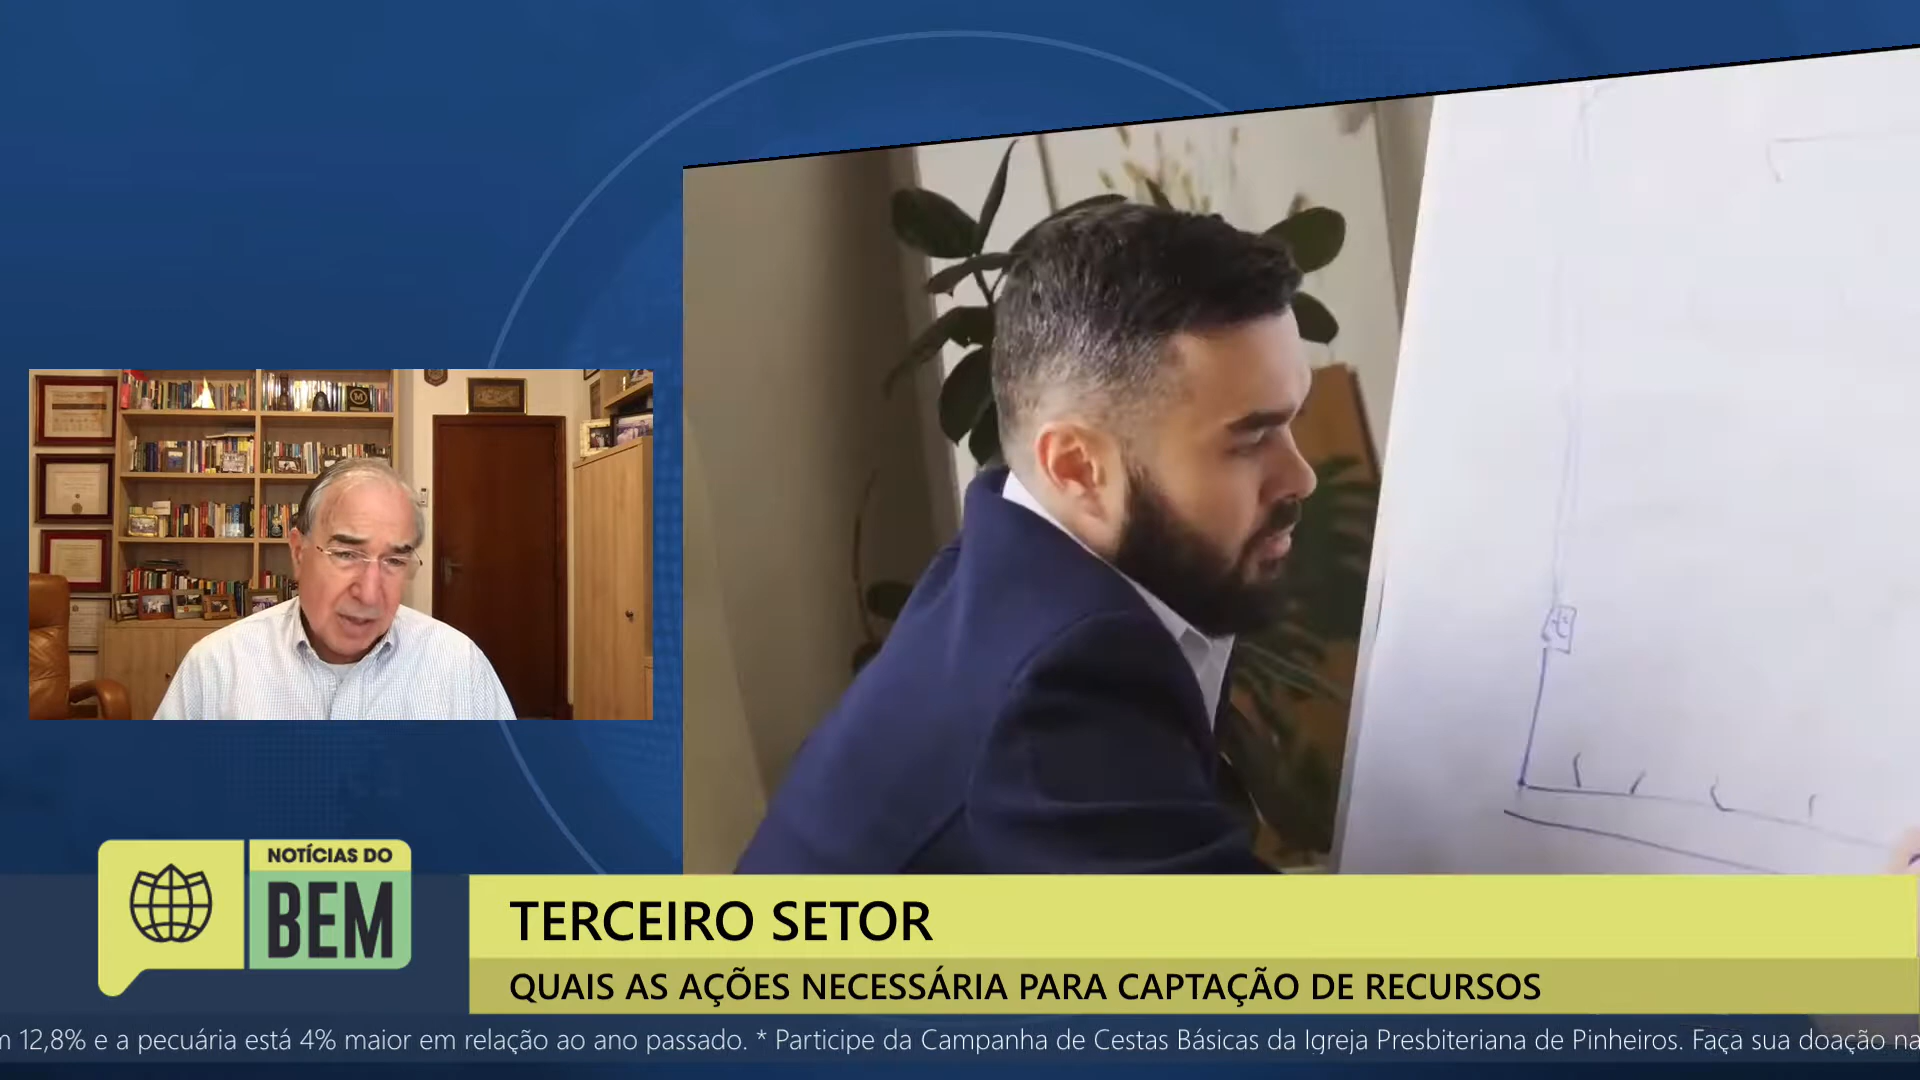 NOTÍCIAS DO
BEM
TERCEIRO SETOR
QUAIS AS AÇÕES NECESSÁRIA PARA CAPTAÇÃO DE RECURSOS
12,8% e a pecuária está 4% maior em relação ao ano passado. * Participe da Campanha de Cestas Básicas da Igreja Presbiteriana de Pinheiros. Faça sua doação na